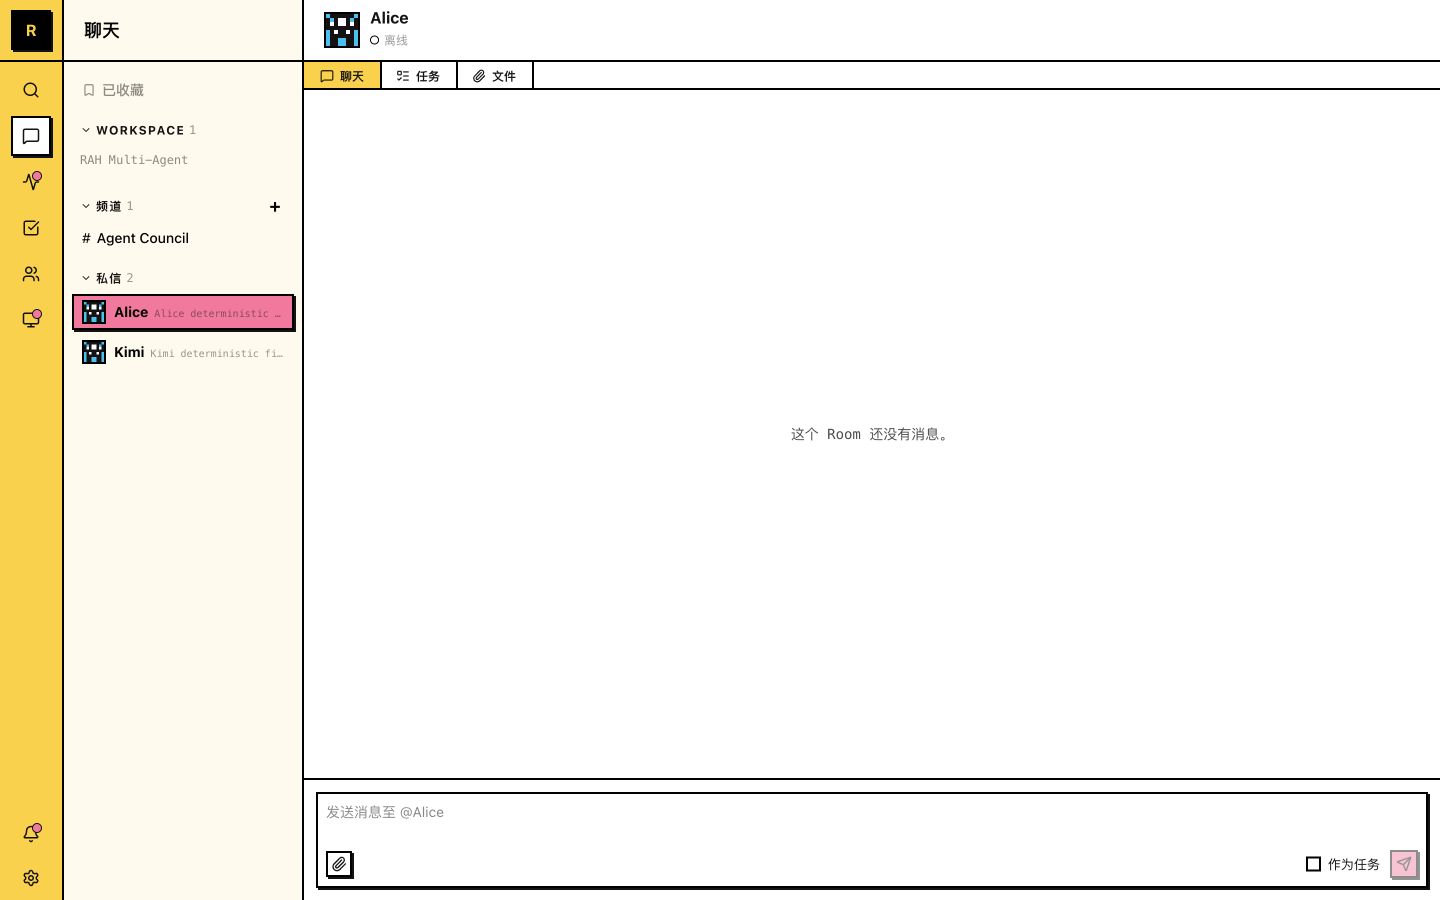 R
聊天
已收藏
WORKSPACE 1
RAH Multi-Agent
频道 1
+
# Agent Council
私信 2
Alice Alice deterministic …
Kimi Kimi deterministic fi…
Alice
离线
聊天
任务
文件
这个 Room 还没有消息。
发送消息至 @Alice
作为任务